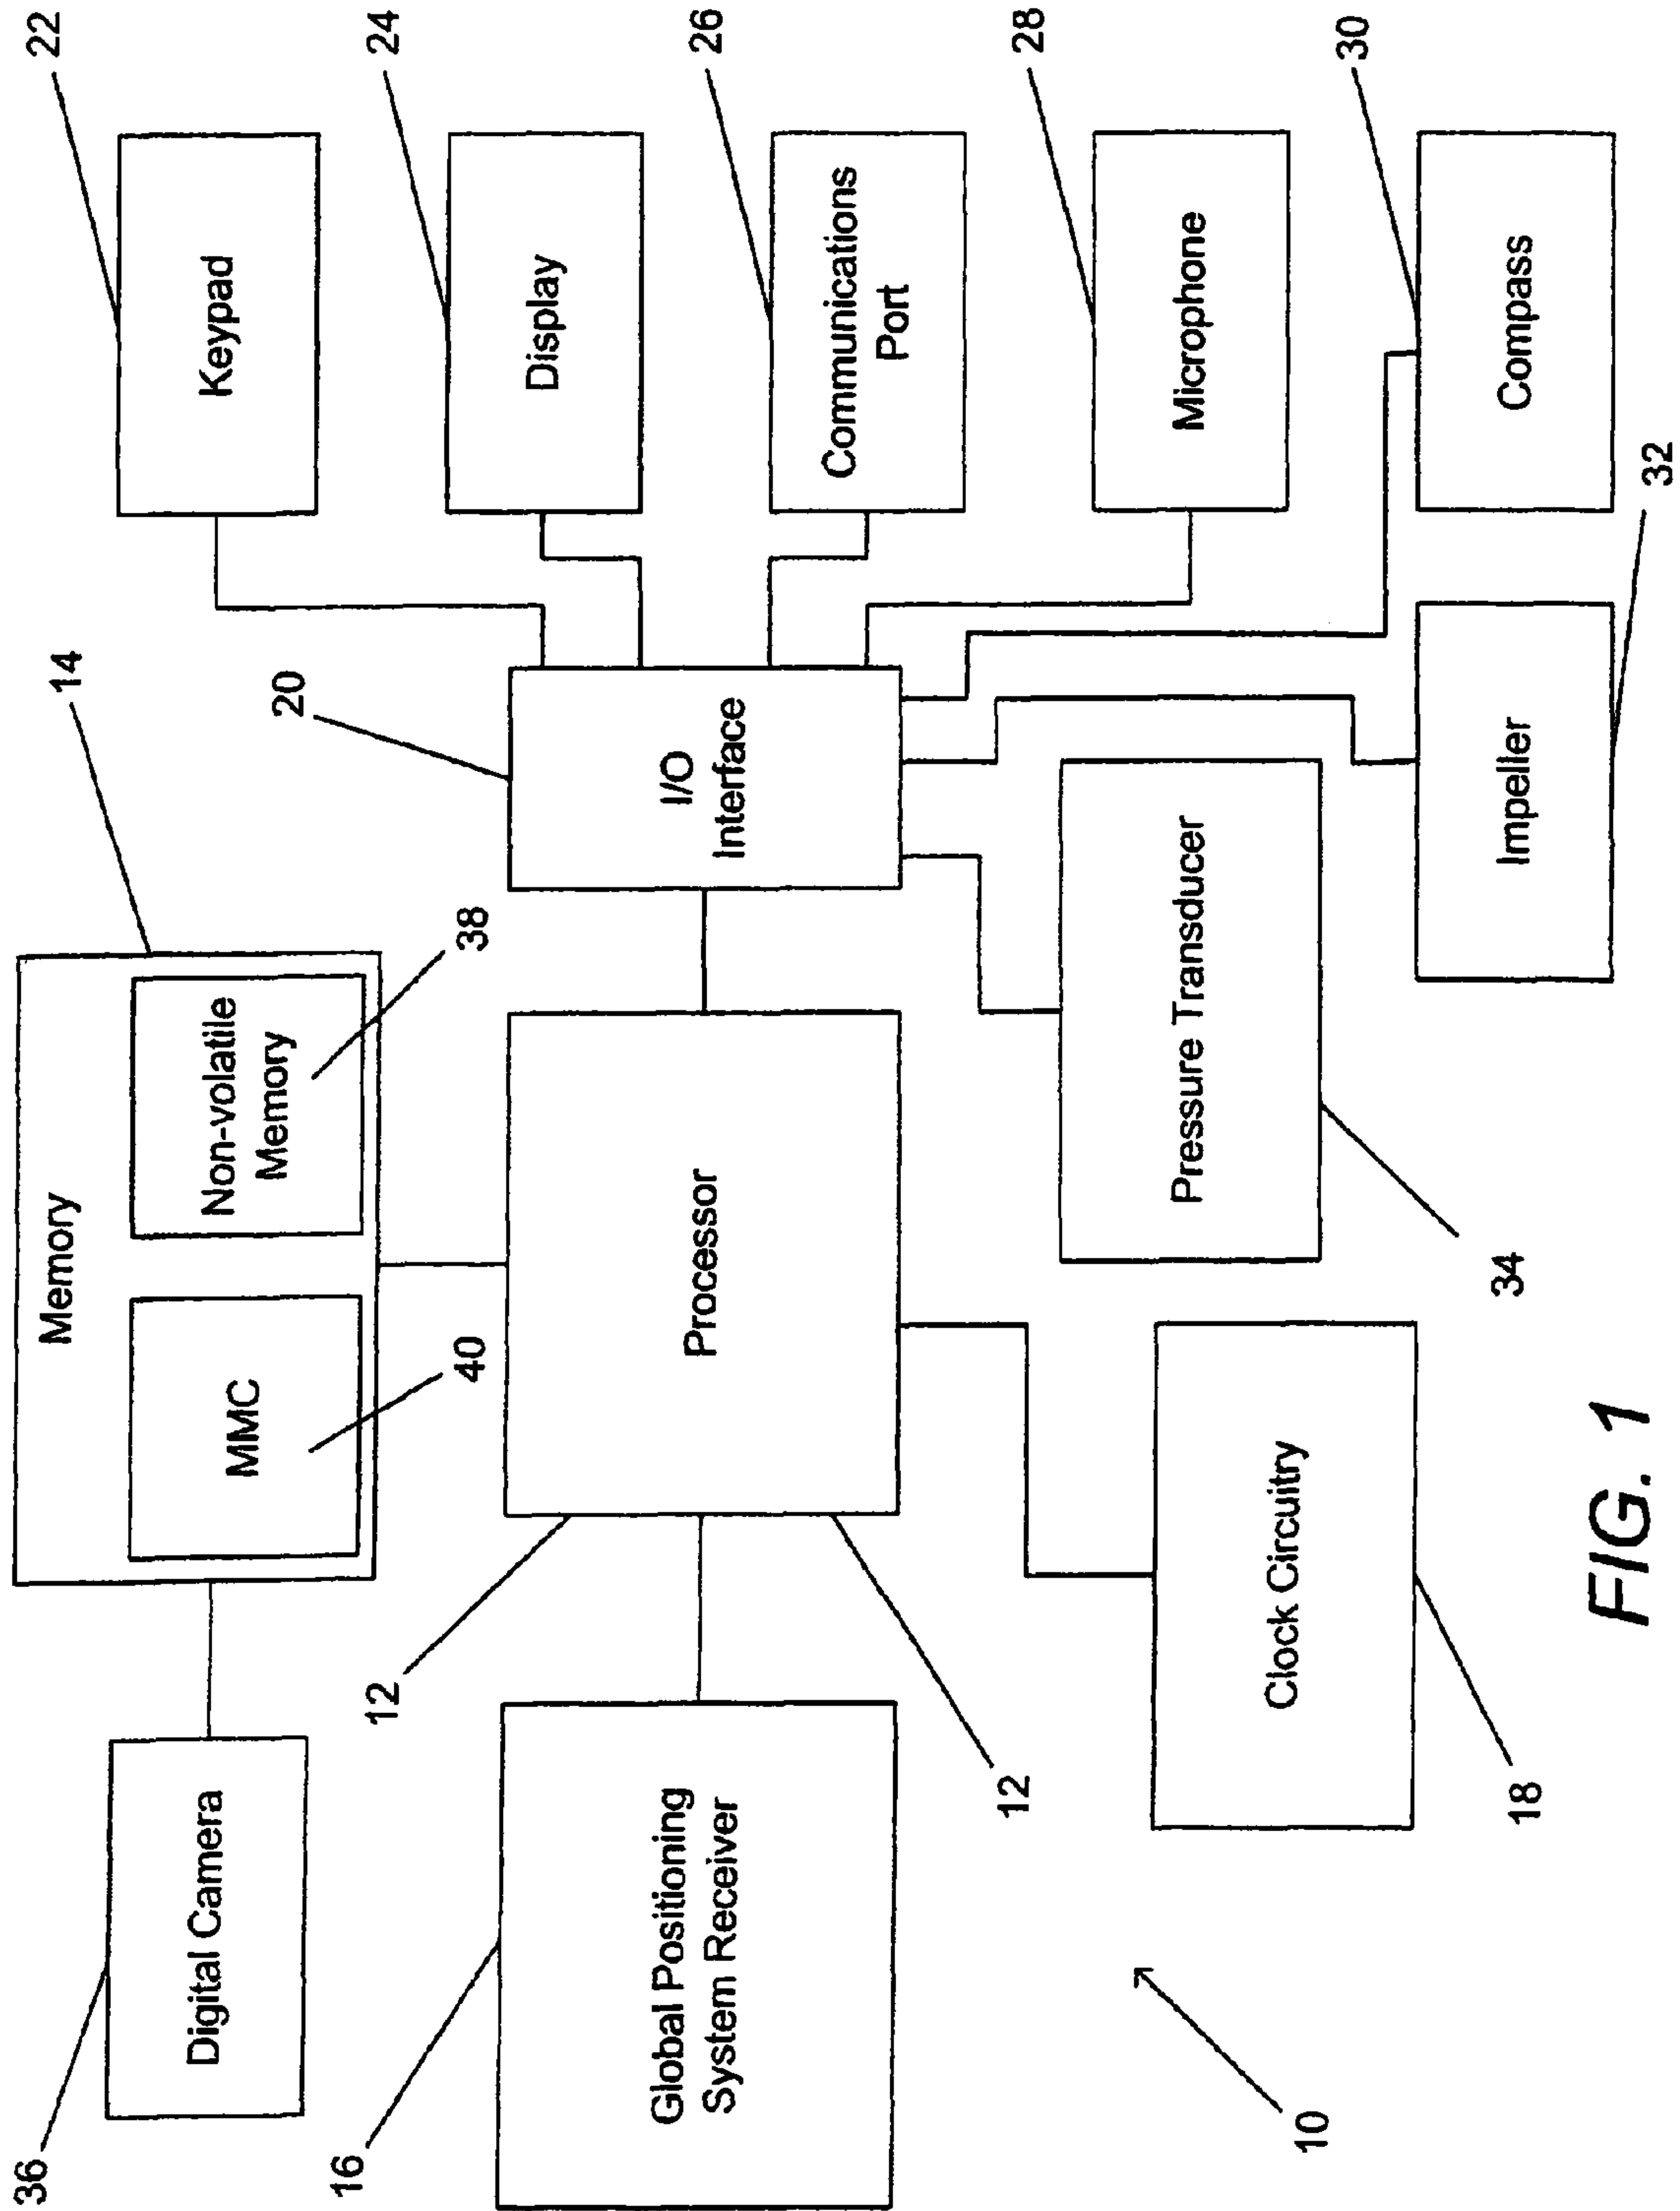 36
Digital Camera
16
Global Positioning
System Receiver
10
Memory
14
MMC
40
Non-volatile
Memory
38
12
Processor
12
Clock Circuitry
18
20
I/O
Interface
Pressure Transducer
34
Impeller
32
22
Keypad
24
Display
26
Communications
Port
28
Microphone
30
Compass
FIG. 1